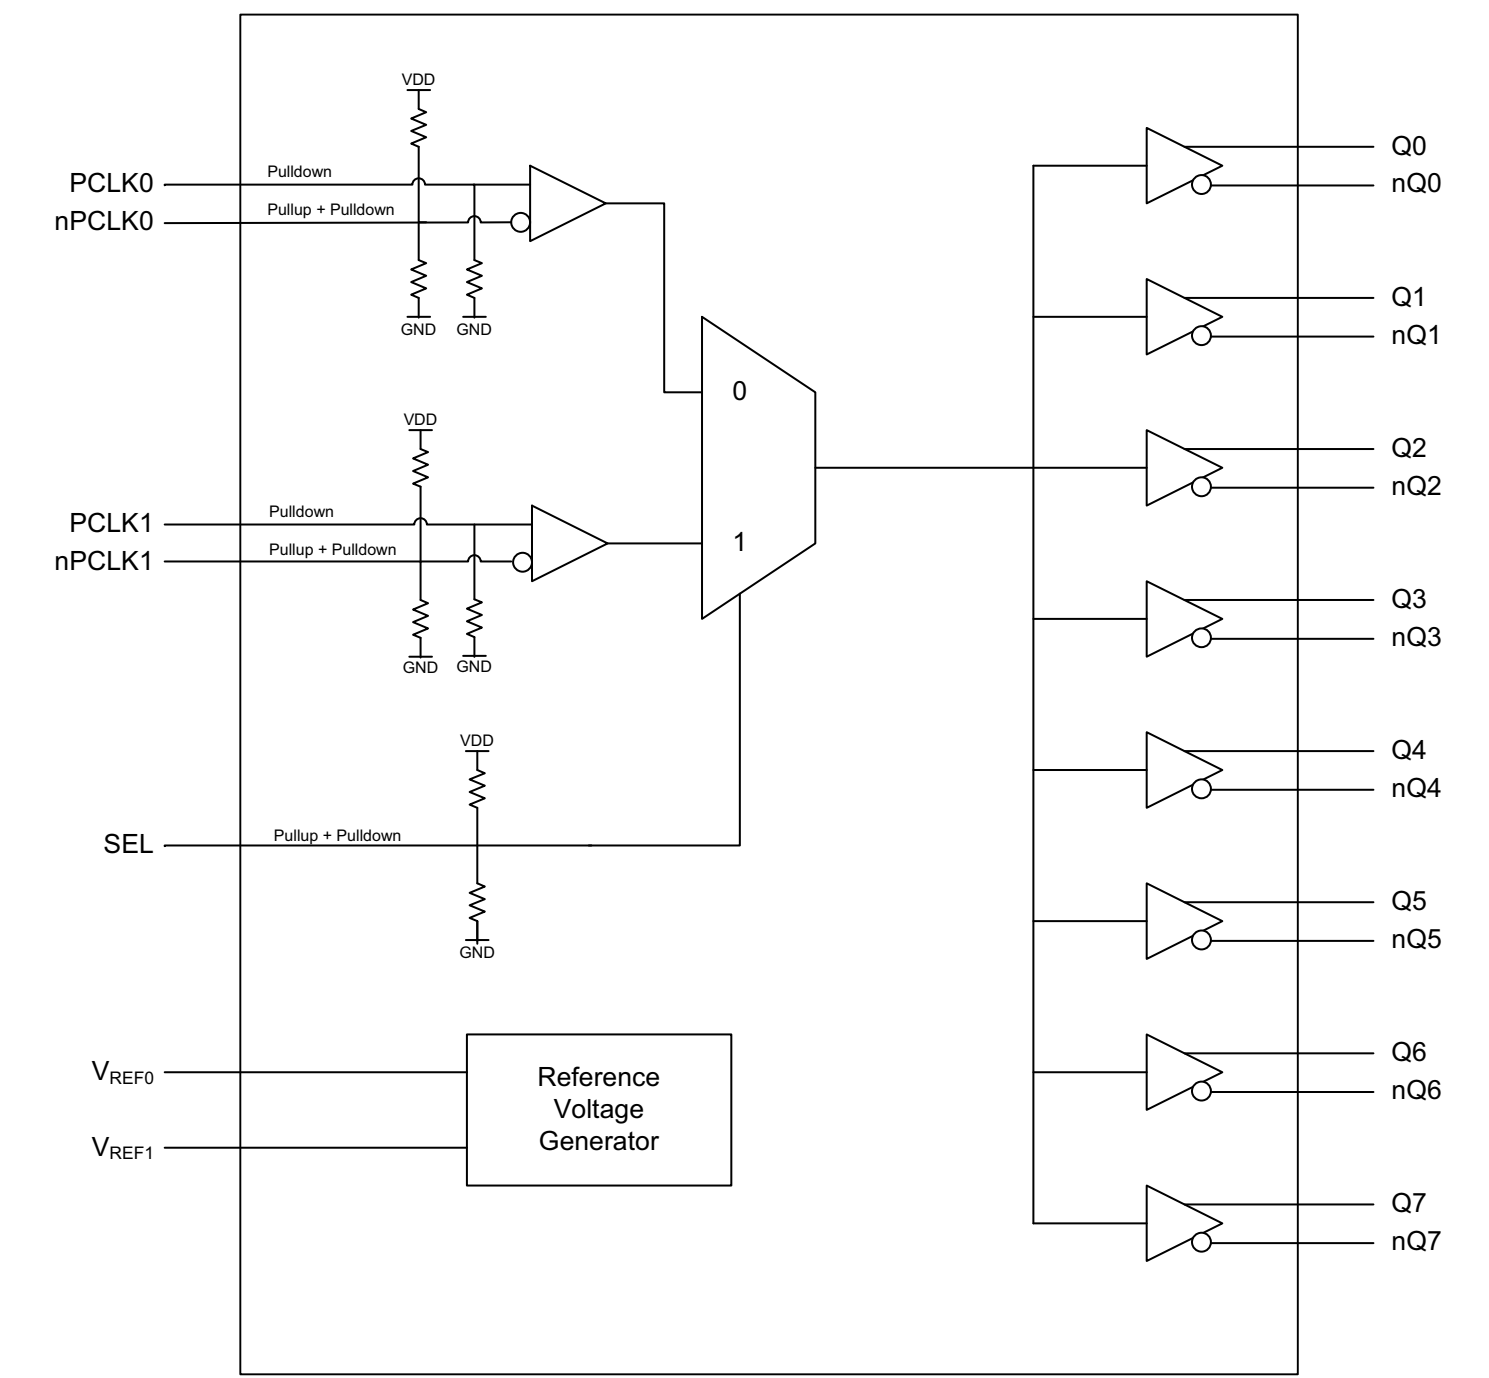 VDD
PCLK0
Pulldown
nPCLK0
Pullup + Pulldown
GND
GND
VDD
PCLK1
Pulldown
nPCLK1
Pullup + Pulldown
GND
GND
0
1
VDD
SEL
Pullup + Pulldown
GND
VREF0
VREF1
Reference
Voltage
Generator
Q0
nQ0
Q1
nQ1
Q2
nQ2
Q3
nQ3
Q4
nQ4
Q5
nQ5
Q6
nQ6
Q7
nQ7